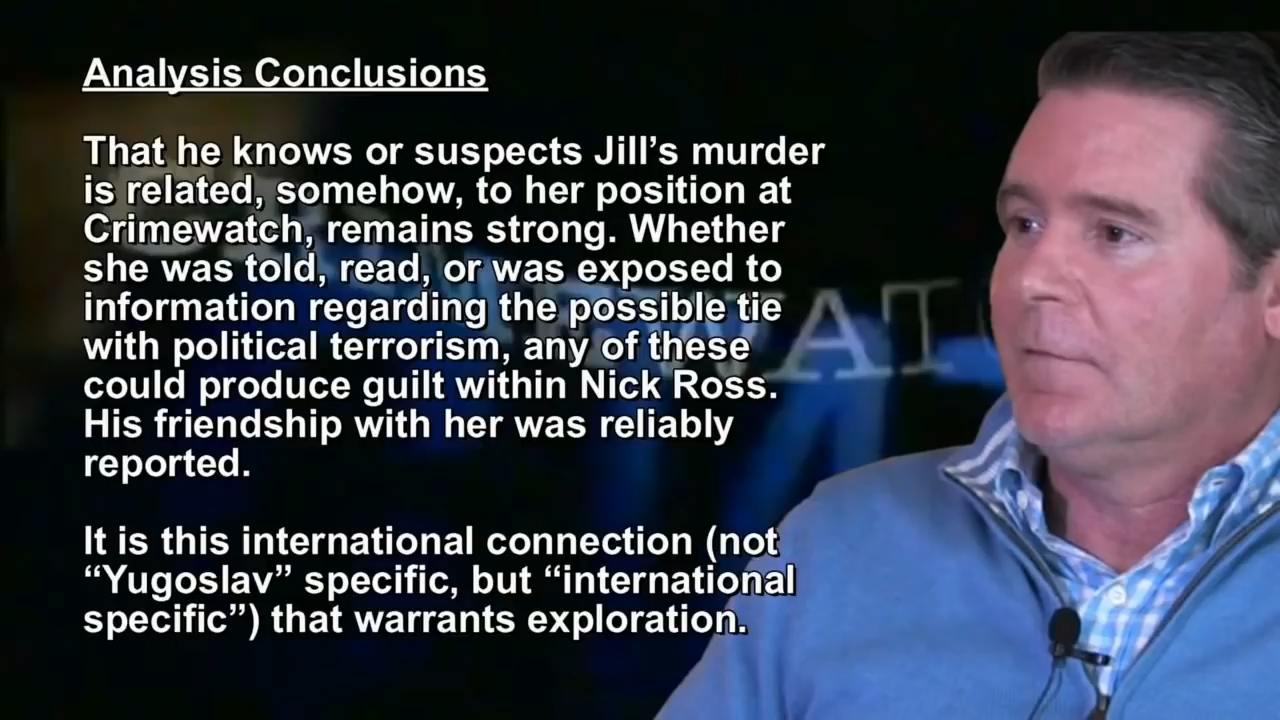 Analysis Conclusions
That he knows or suspects Jill’s murder
is related, somehow, to her position at
Crimewatch, remains strong. Whether
she was told, read, or was exposed to
information regarding the possible tie
with political terrorism, any of these
could produce guilt within Nick Ross.
His friendship with her was reliably
reported.
It is this international connection (not
“Yugoslav” specific, but “international
specific”) that warrants exploration.